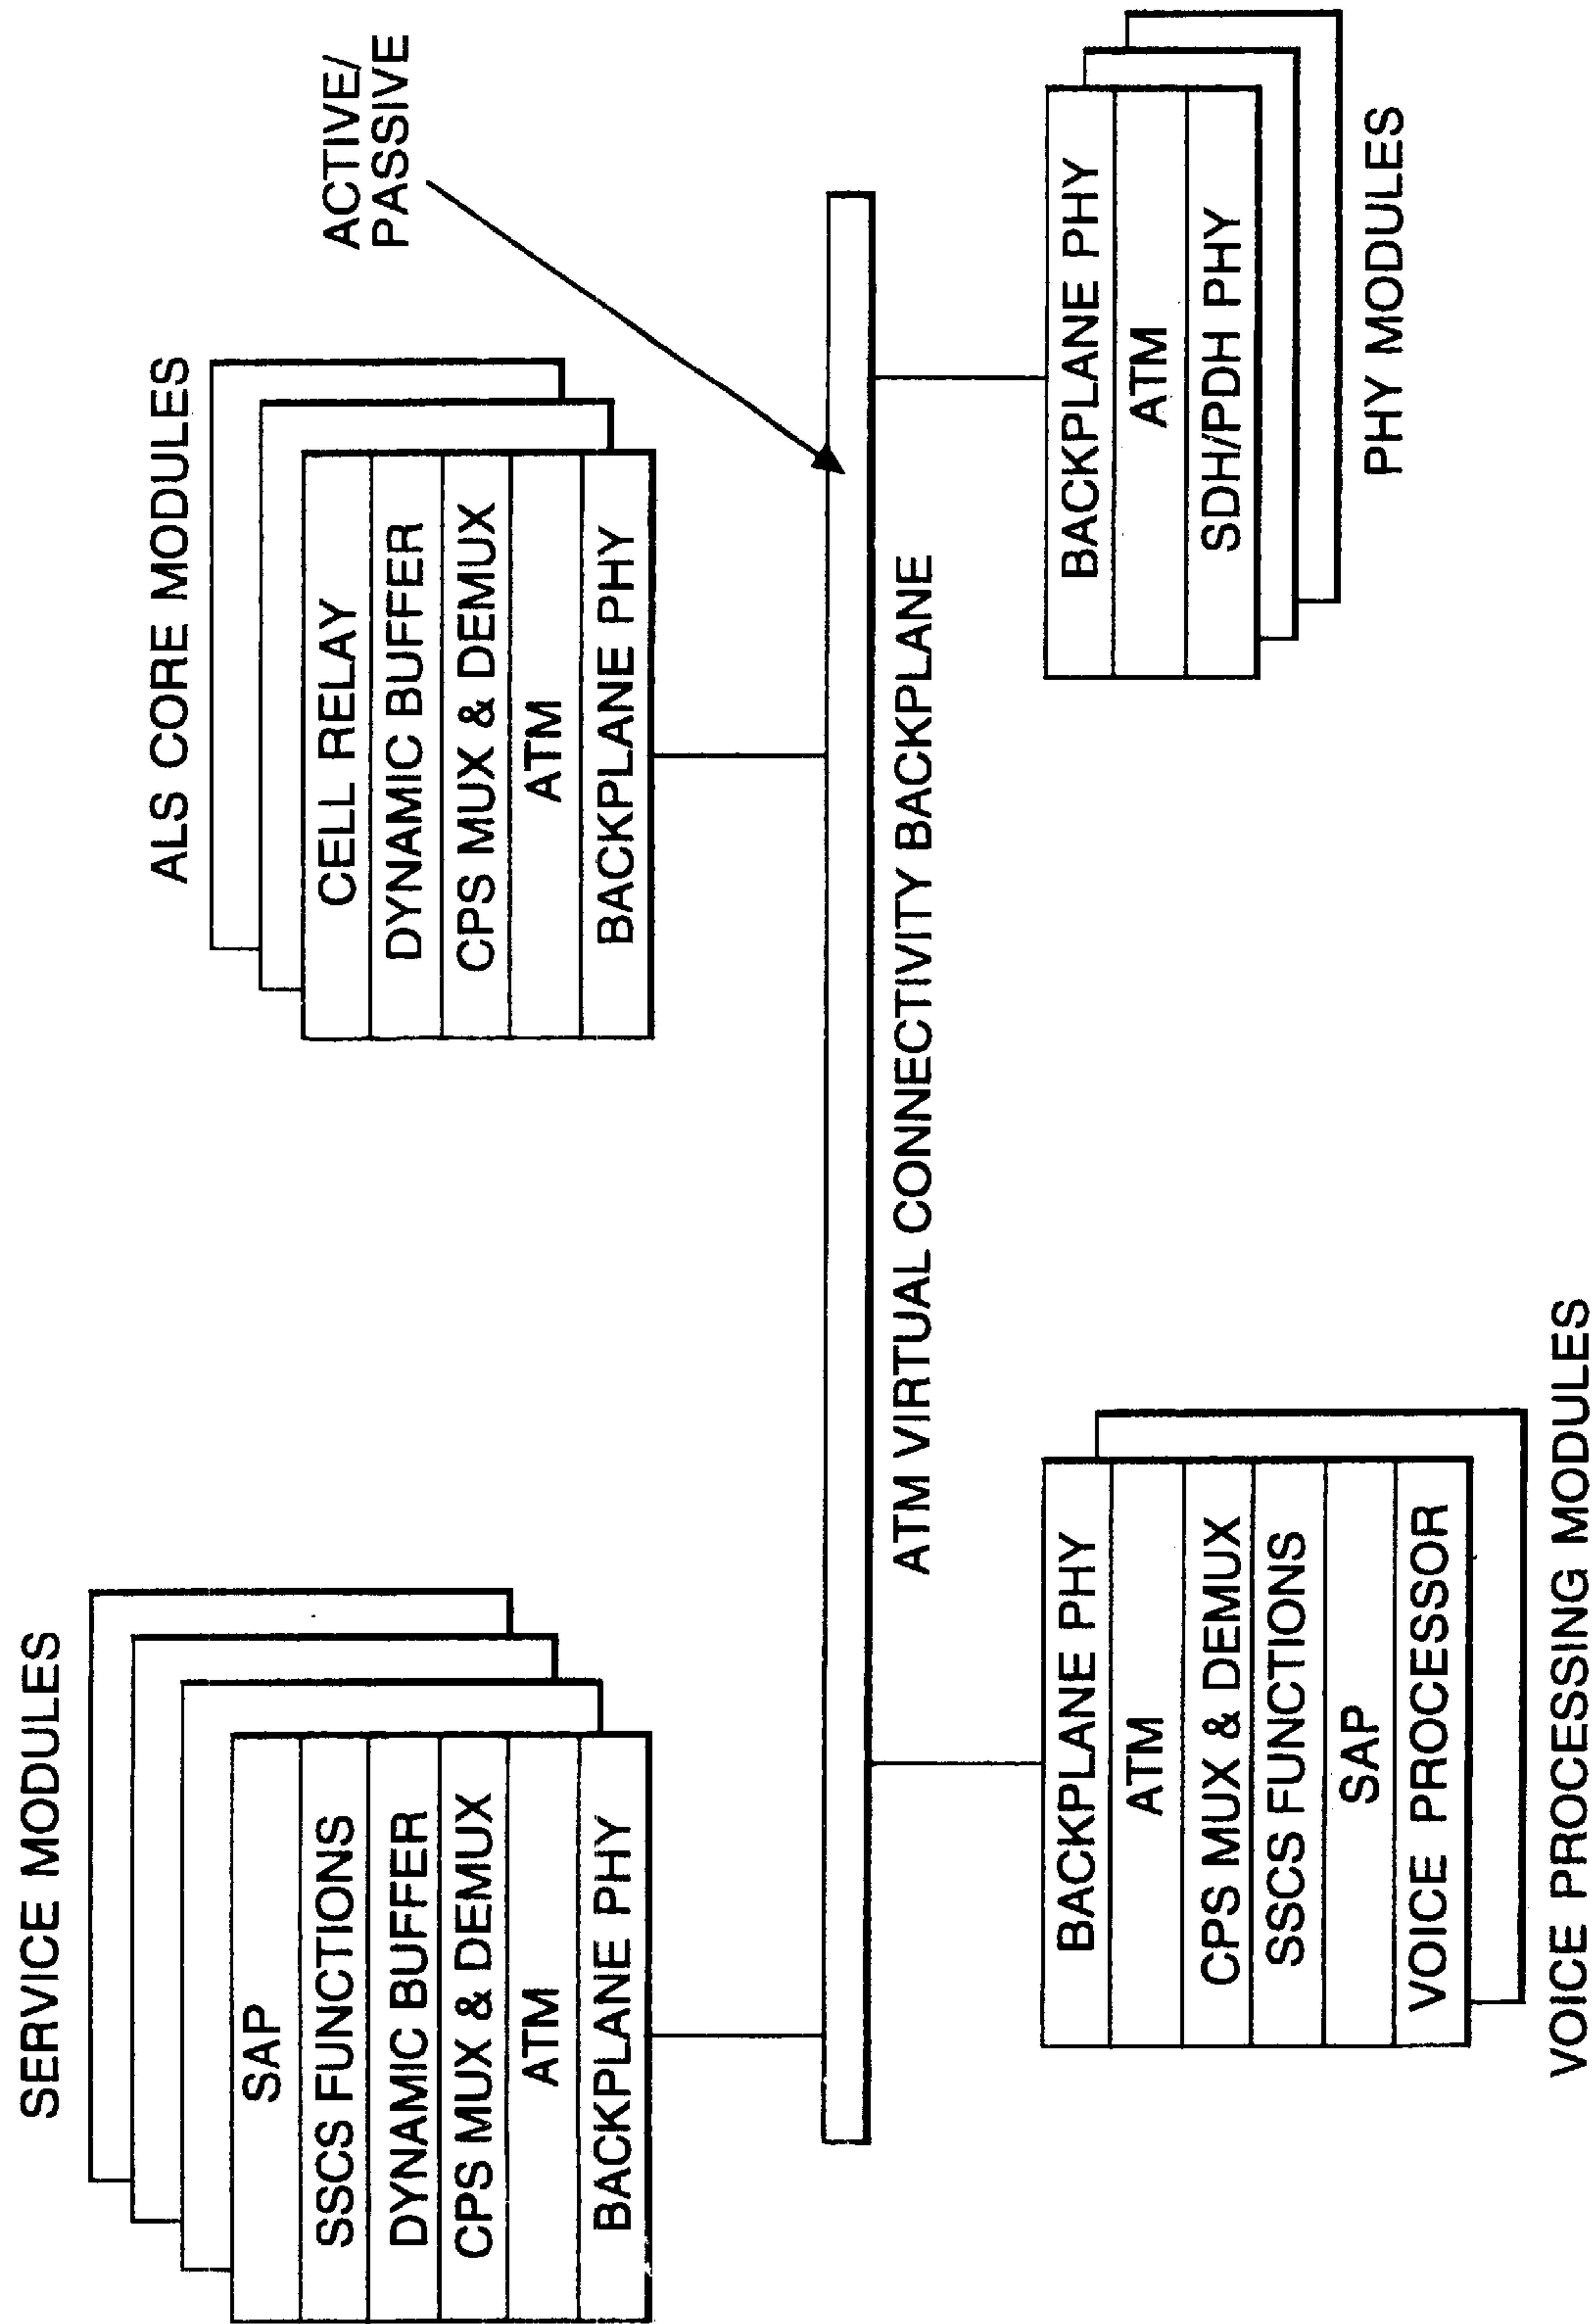 SERVICE MODULES
SAP
SSCS FUNCTIONS
DYNAMIC BUFFER
CPS MUX & DEMUX
ATM
BACKPLANE PHY
ALS CORE MODULES
CELL RELAY
DYNAMIC BUFFER
CPS MUX & DEMUX
ATM
BACKPLANE PHY
ACTIVE/
PASSIVE
ATM VIRTUAL CONNECTIVITY BACKPLANE
BACKPLANE PHY
ATM
CPS MUX & DEMUX
SSCS FUNCTIONS
SAP
VOICE PROCESSOR
VOICE PROCESSING MODULES
BACKPLANE PHY
ATM
SDH/PDH PHY
PHY MODULES